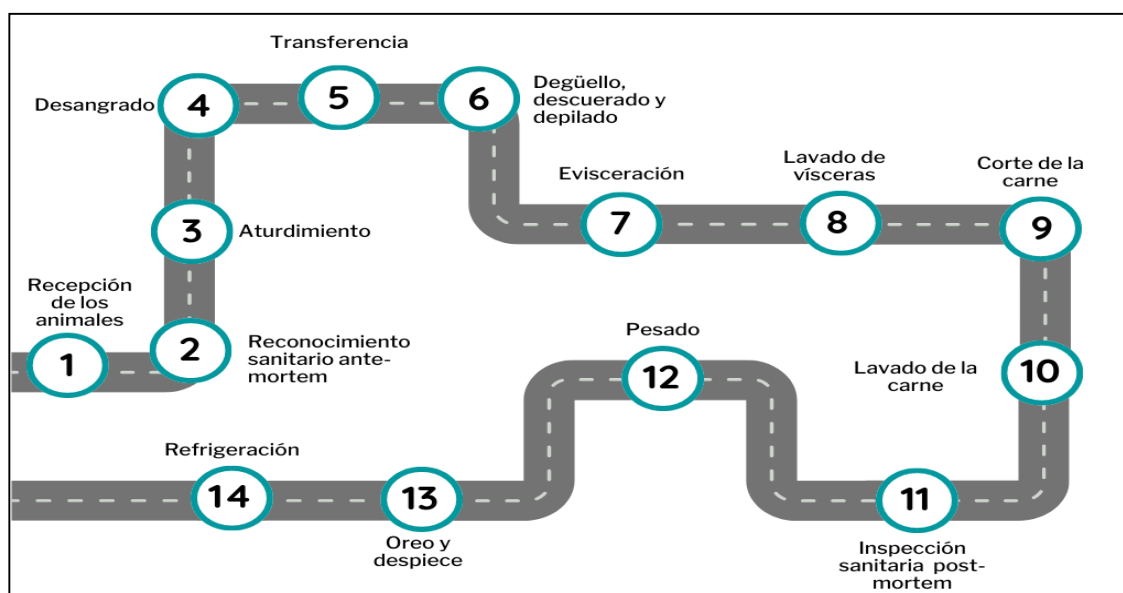 1
Recepción
de los
animales
2
Reconocimiento
sanitario ante-
mortem
3
Aturdimiento
4
Desangrado
5
Transferencia
6
Degüello,
descuerado y
depilado
7
Evisceración
8
Lavado de
vísceras
9
Corte de la
carne
10
Lavado de la
carne
11
Inspección
sanitaria post-
mortem
12
Pesado
13
Oreo y
despiece
14
Refrigeración